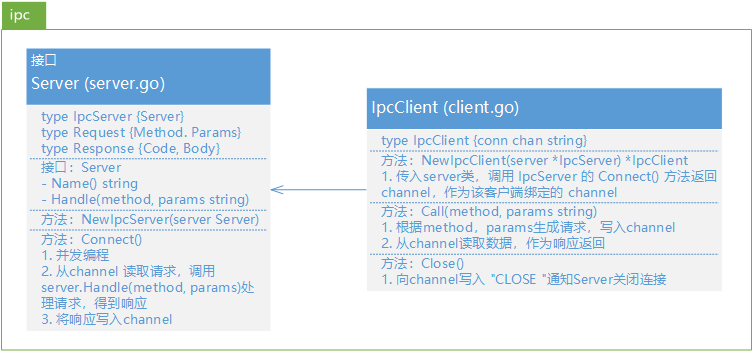 ipc
接口
Server (server.go)
type IpcServer {Server}
type Request {Method. Params}
type Response {Code, Body}
接口：Server
- Name() string
- Handle(method, params string)
方法：NewIpcServer(server Server)
方法：Connect()
1. 并发编程
2. 从channel 读取请求，调用
server.Handle(method, params)处
理请求，得到响应
3. 将响应写入channel
IpcClient (client.go)
type IpcClient {conn chan string}
方法：NewIpcClient(server *IpcServer) *IpcClient
1. 传入server类，调用 IpcServer 的 Connect() 方法返回
channel，作为该客户端绑定的 channel
方法：Call(method, params string)
1. 根据method，params生成请求，写入channel
2. 从channel读取数据，作为响应返回
方法：Close()
1. 向channel写入 "CLOSE "通知Server关闭连接